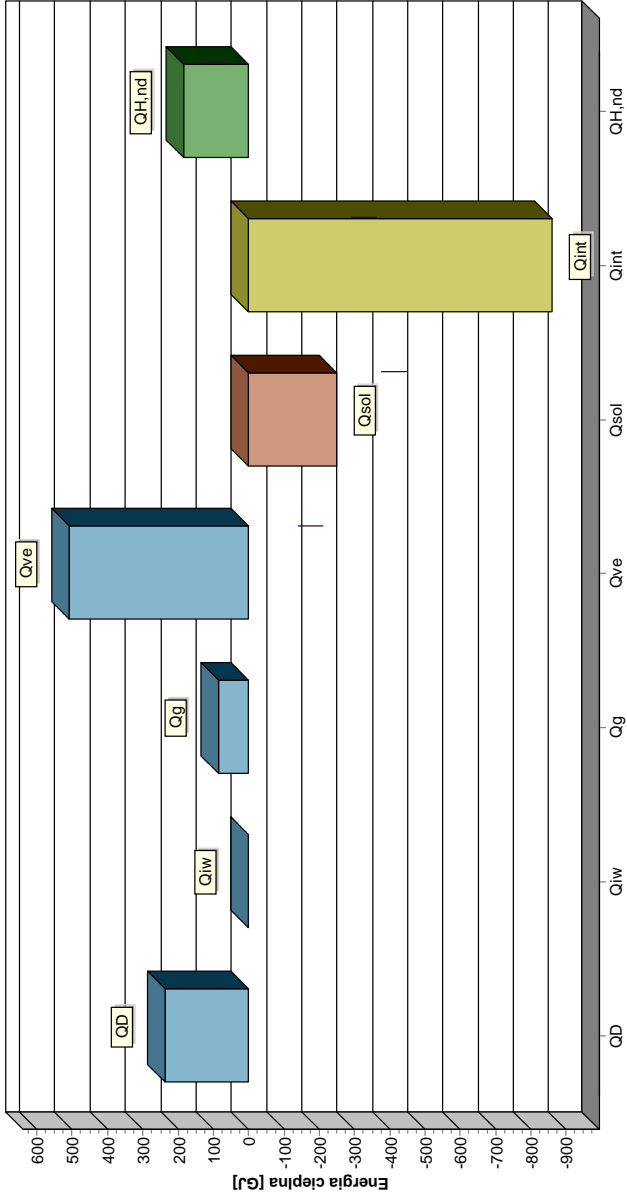 Energia cieplna [GJ]
600
500
400
300
200
100
0
-100
-200
-300
-400
-500
-600
-700
-800
-900
QD
Qiw
Qg
Qve
Qsol
Qint
QH,nd
QD
Qiw
Qg
Qve
Qsol
Qint
QH,nd